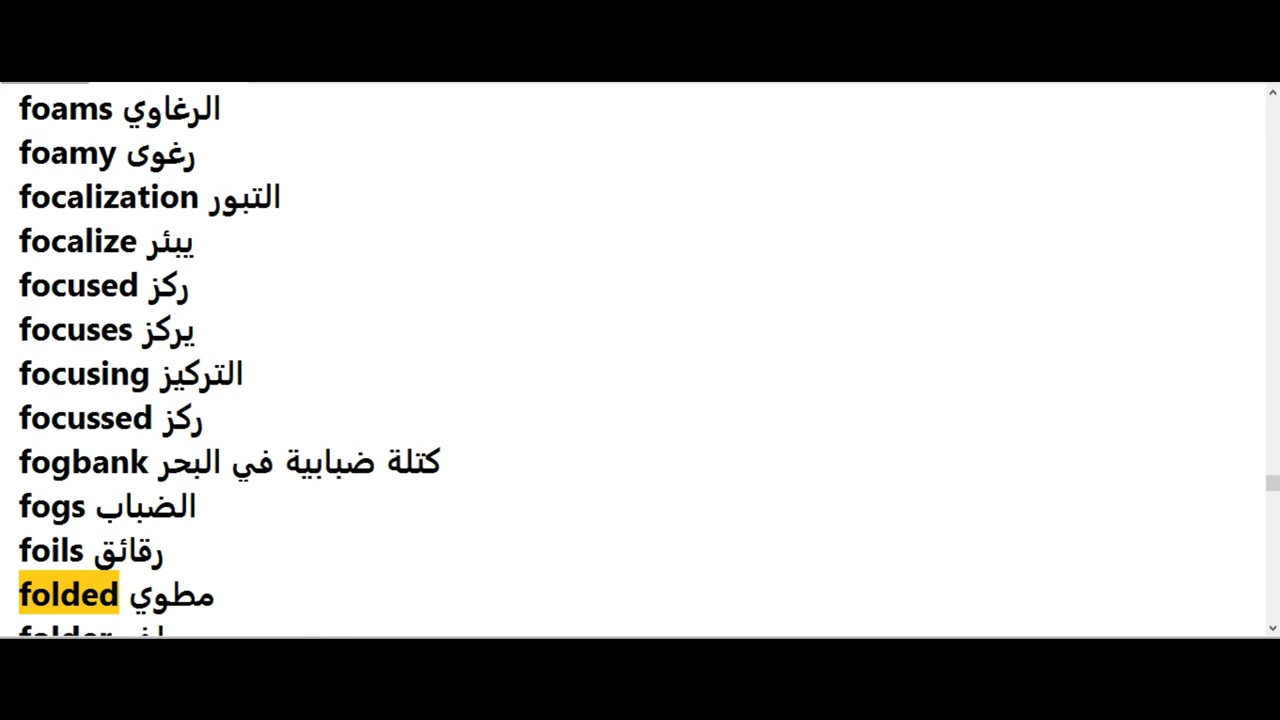 foams الرغاوي
foamy رغوى
focalization التبور
focalize يبئر
focused ركز
focuses يركز
focusing التركيز
focussed ركز
fogbank كتلة ضبابية في البحر
fogs الضباب
foils رقائق
folded مطوي